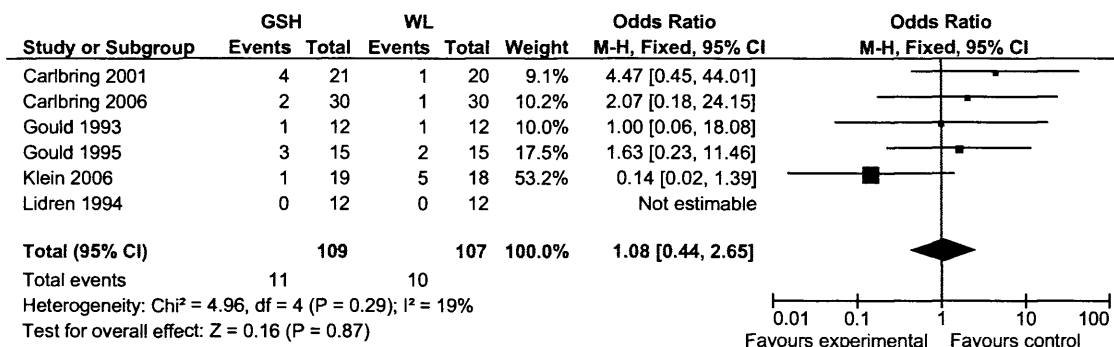 GSH WL Odds Ratio Odds Ratio
Study or Subgroup Events Total Events Total Weight M-H, Fixed, 95% CI M-H, Fixed, 95% CI
Carlbring 2001 4 21 1 20 9.1% 4.47 [0.45, 44.01]
Carlbring 2006 2 30 1 30 10.2% 2.07 [0.18, 24.15]
Gould 1993 1 12 1 12 10.0% 1.00 [0.06, 18.08]
Gould 1995 3 15 2 15 17.5% 1.63 [0.23, 11.46]
Klein 2006 1 19 5 18 53.2% 0.14 [0.02, 1.39]
Lidren 1994 0 12 0 12 Not estimable
Total (95% CI) 109 107 100.0% 1.08 [0.44, 2.65]
Total events 11 10
Heterogeneity: Chi² = 4.96, df = 4 (P = 0.29); I² = 19%
Test for overall effect: Z = 0.16 (P = 0.87)
0.01 0.1 1 10 100
Favours experimental Favours control